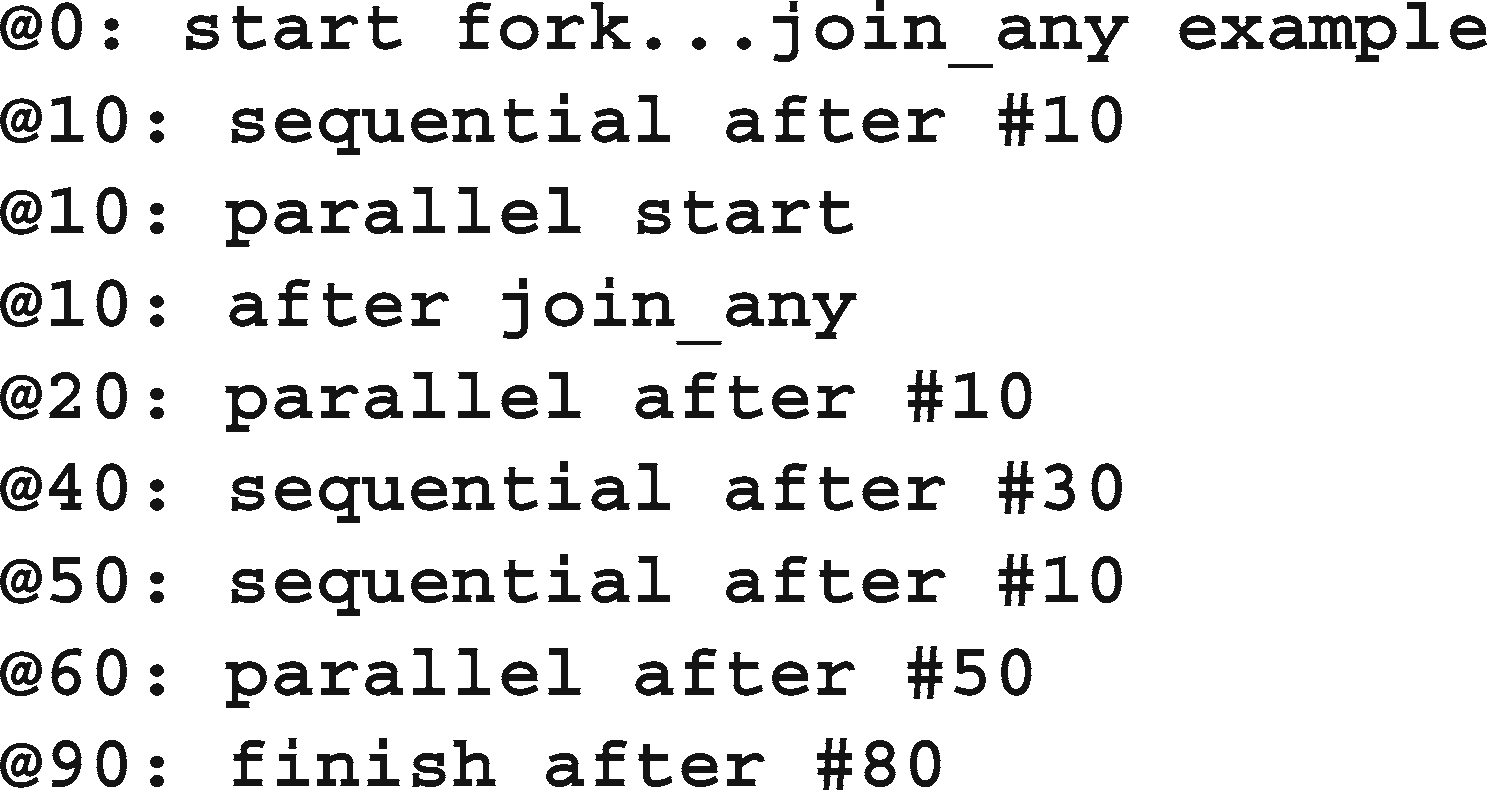 @0: start fork...join_any example
@10: sequential after #10
@10: parallel start
@10: after join_any
@20: parallel after #10
@40: sequential after #30
@50: sequential after #10
@60: parallel after #50
@90: finish after #80